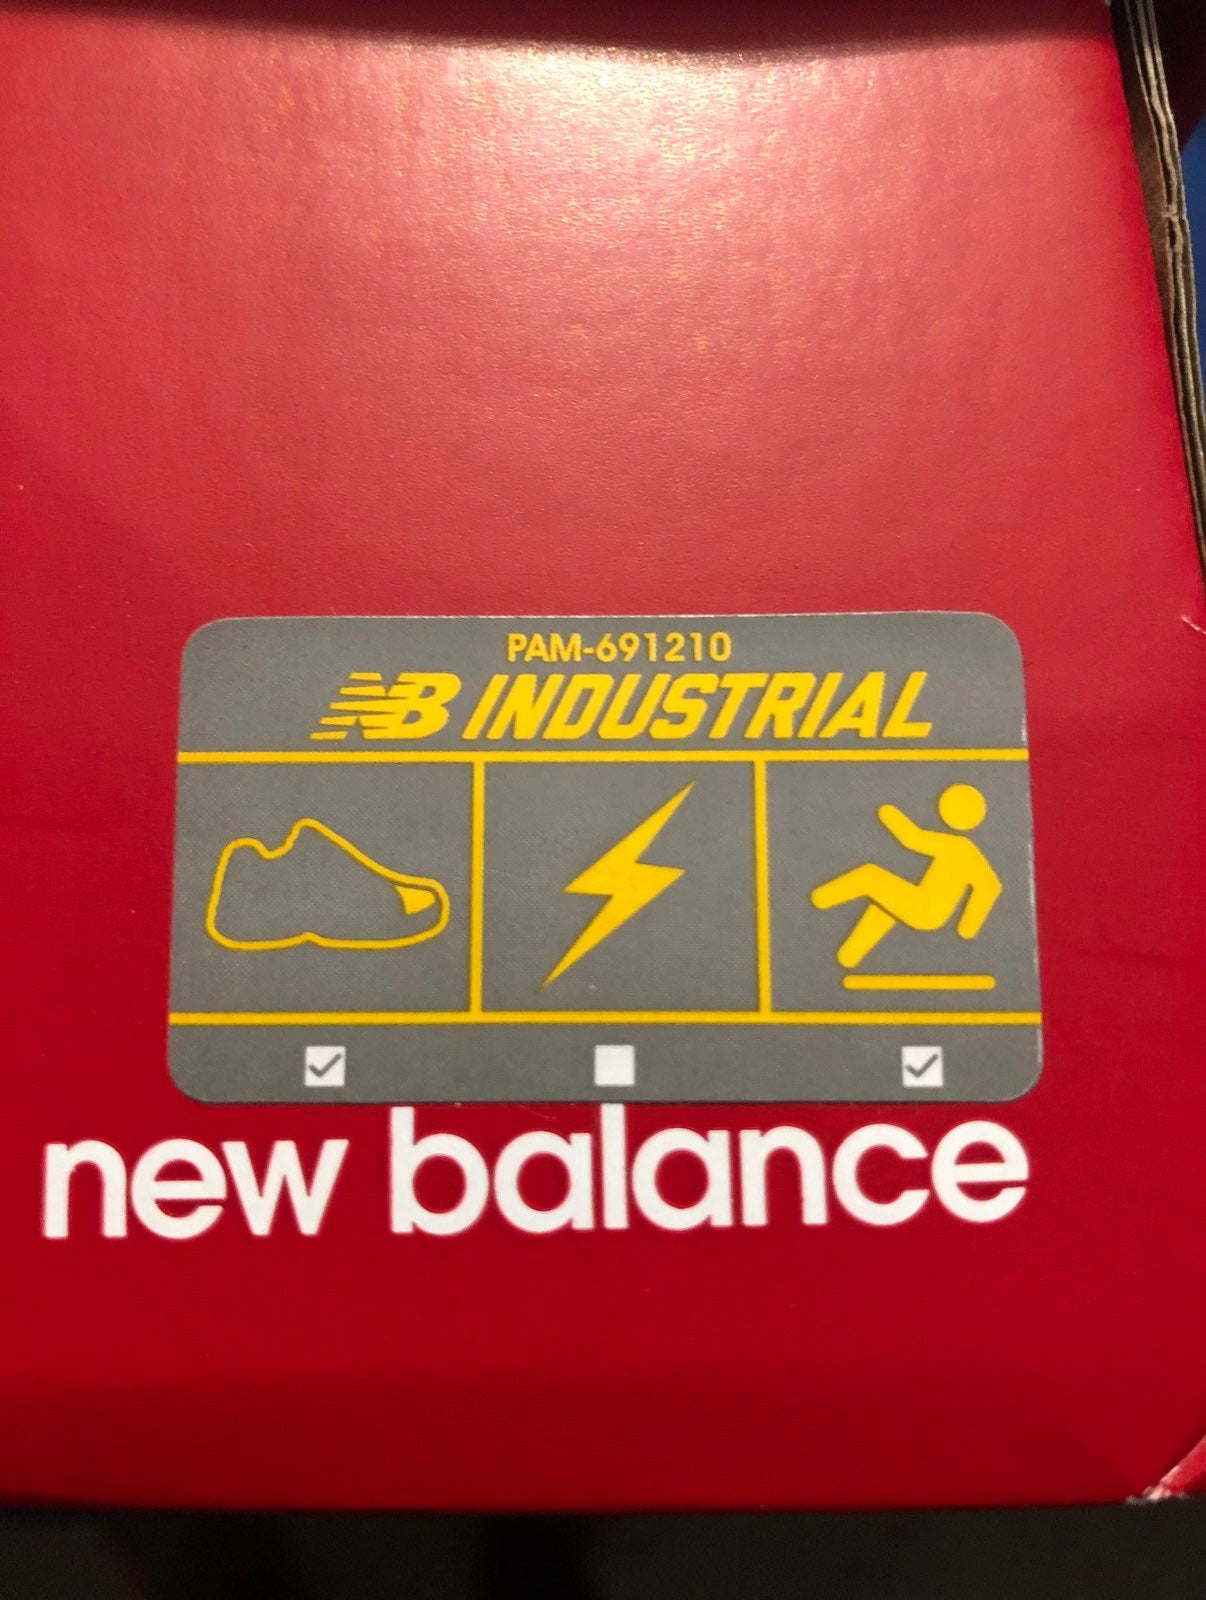 PAM-691210
NB INDUSTRIAL
new balance